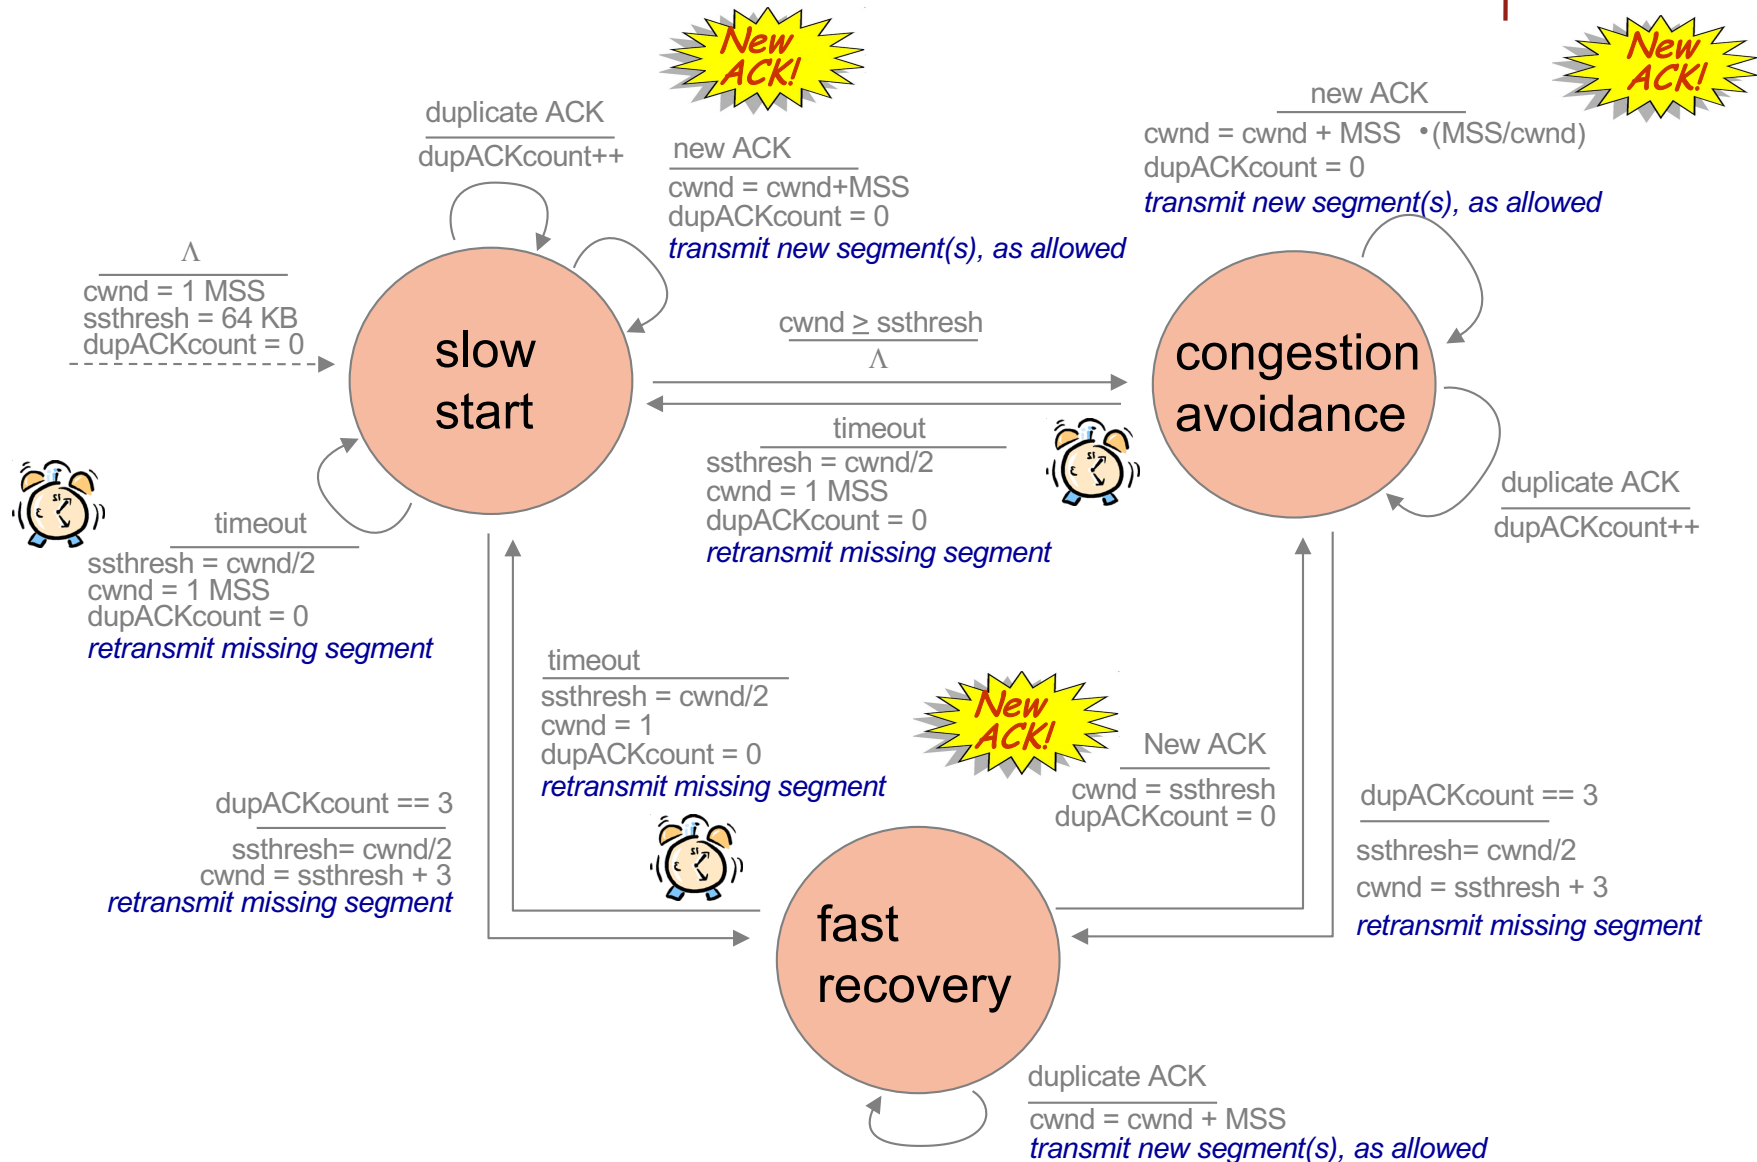 New
ACK!
New
ACK!
duplicate ACK
dupACKcount++
new ACK
cwnd = cwnd+MSS
dupACKcount = 0
transmit new segment(s), as allowed
new ACK
cwnd = cwnd + MSS •(MSS/cwnd)
dupACKcount = 0
transmit new segment(s), as allowed
Λ
cwnd = 1 MSS
ssthresh = 64 KB
dupACKcount = 0
slow
start
cwnd ≥ ssthresh
Λ
congestion
avoidance
timeout
ssthresh = cwnd/2
cwnd = 1 MSS
dupACKcount = 0
retransmit missing segment
duplicate ACK
dupACKcount++
timeout
ssthresh = cwnd/2
cwnd = 1 MSS
dupACKcount = 0
retransmit missing segment
timeout
ssthresh = cwnd/2
cwnd = 1
dupACKcount = 0
retransmit missing segment
New
ACK!
New ACK
cwnd = ssthresh
dupACKcount = 0
dupACKcount == 3
ssthresh= cwnd/2
cwnd = ssthresh + 3
retransmit missing segment
dupACKcount == 3
ssthresh= cwnd/2
cwnd = ssthresh + 3
retransmit missing segment
fast
recovery
duplicate ACK
cwnd = cwnd + MSS
transmit new segment(s), as allowed